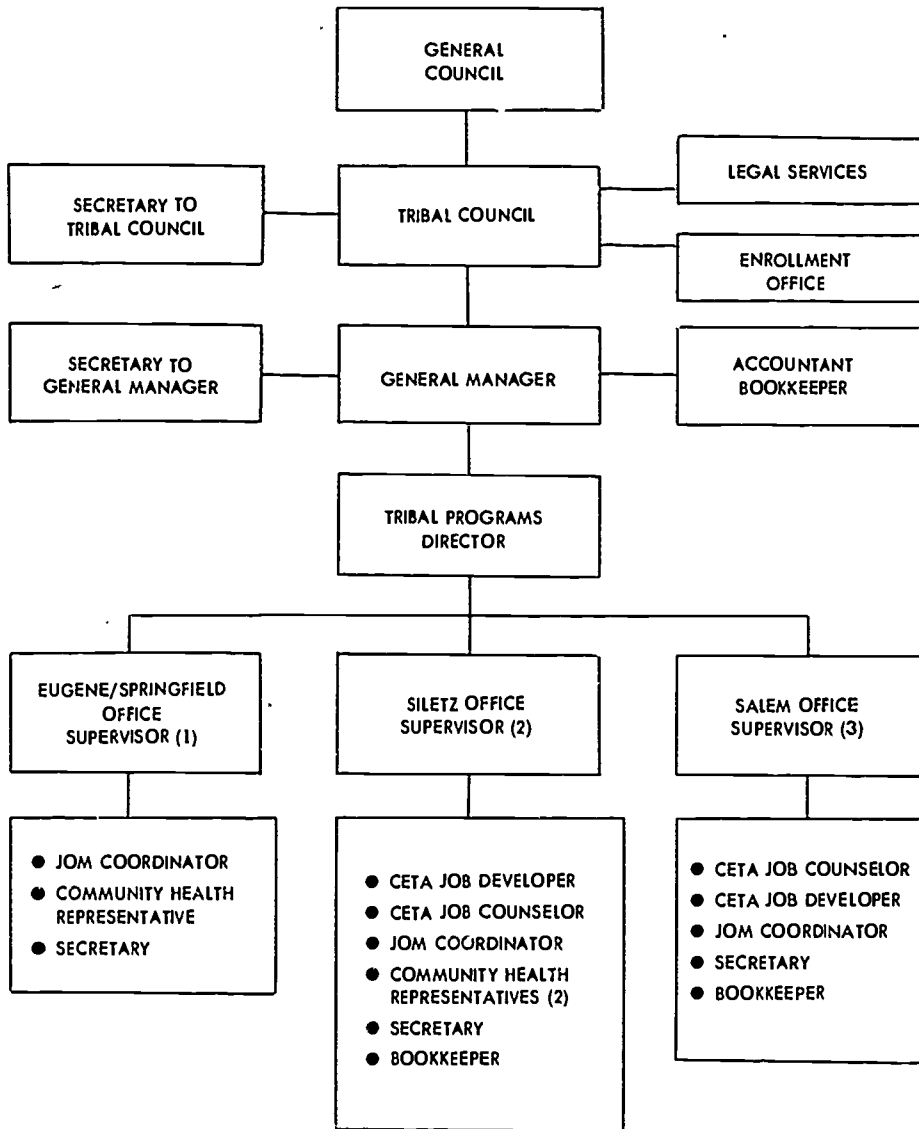 GENERAL
COUNCIL
SECRETARY TO
TRIBAL COUNCIL
TRIBAL COUNCIL
LEGAL SERVICES
ENROLLMENT
OFFICE
SECRETARY TO
GENERAL MANAGER
GENERAL MANAGER
ACCOUNTANT
BOOKKEEPER
TRIBAL PROGRAMS
DIRECTOR
EUGENE/SPRINGFIELD
OFFICE
SUPERVISOR (1)
SILETZ OFFICE
SUPERVISOR (2)
SALEM OFFICE
SUPERVISOR (3)
● JOM COORDINATOR
● COMMUNITY HEALTH
REPRESENTATIVE
● SECRETARY
● CETA JOB DEVELOPER
● CETA JOB COUNSELOR
● JOM COORDINATOR
● COMMUNITY HEALTH
REPRESENTATIVES (2)
● SECRETARY
● BOOKKEEPER
● CETA JOB COUNSELOR
● CETA JOB DEVELOPER
● JOM COORDINATOR
● SECRETARY
● BOOKKEEPER